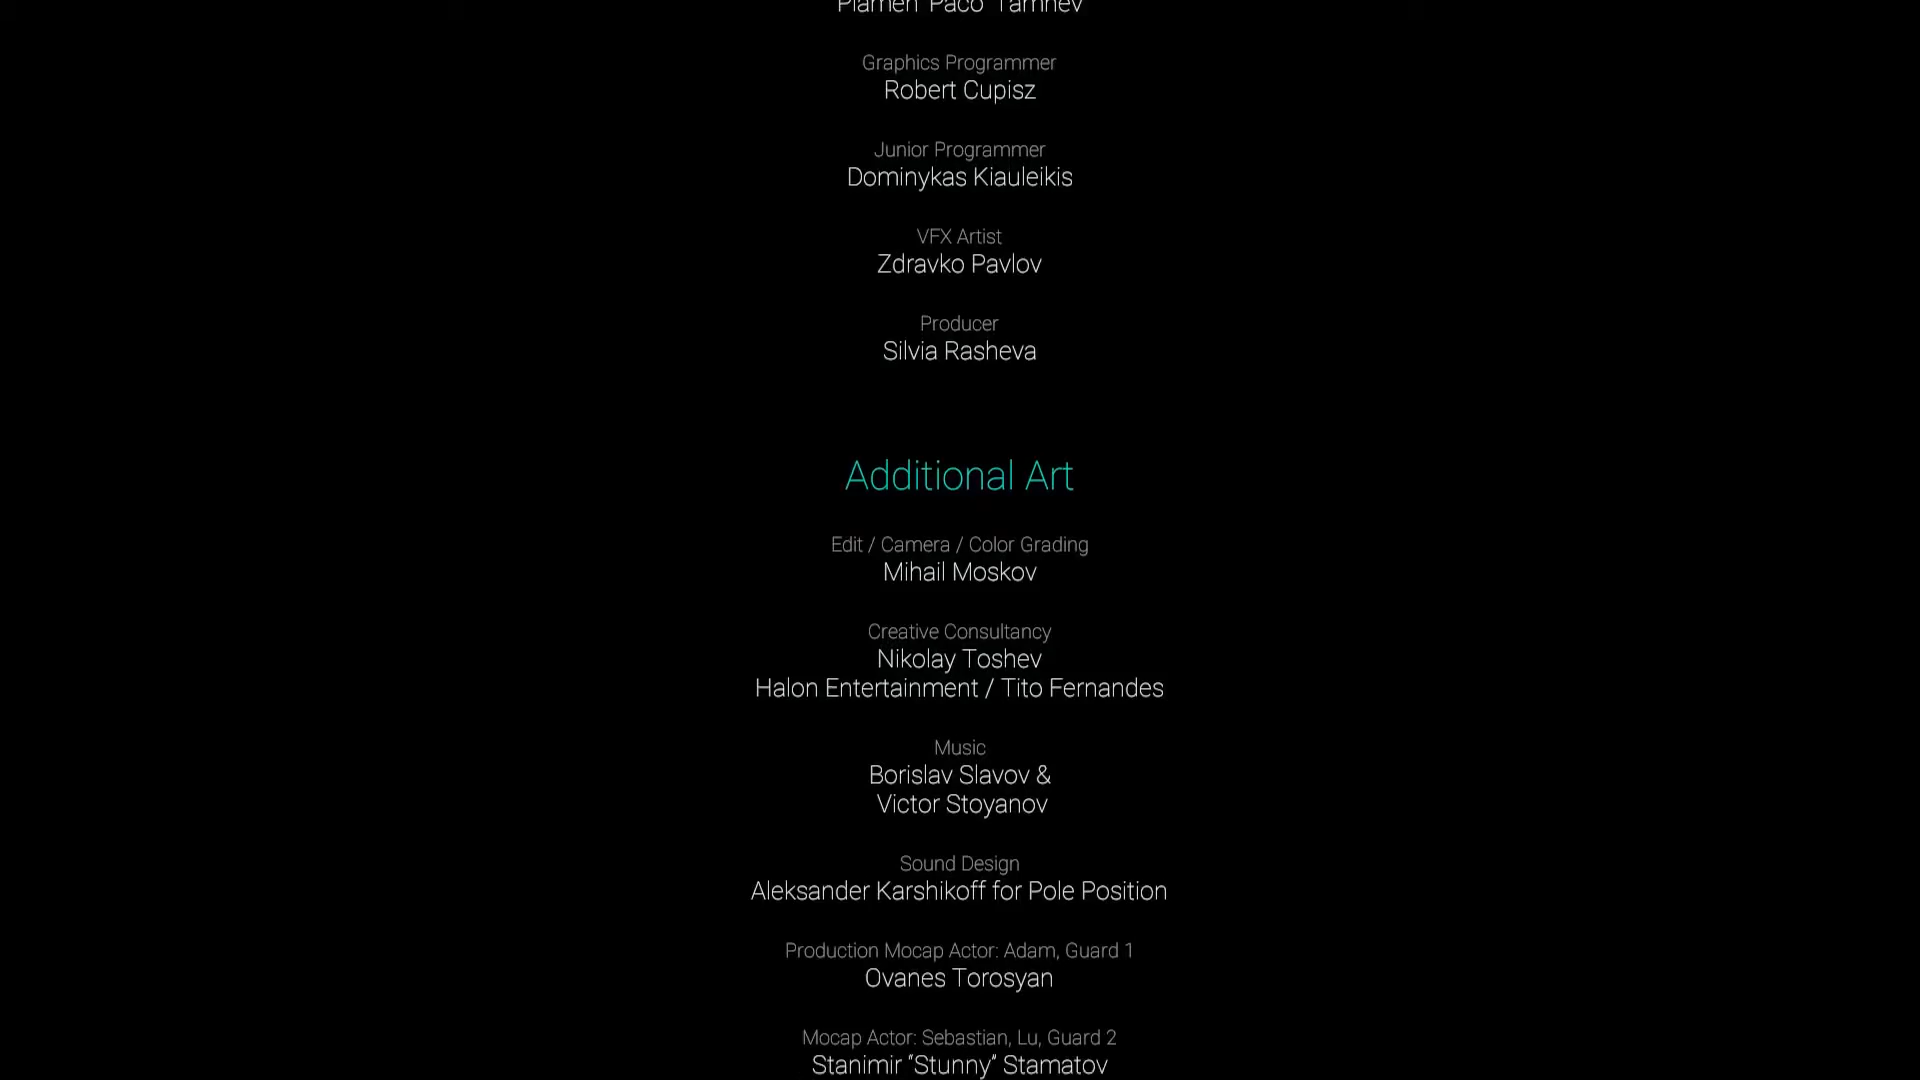 Plamen "Paco" Tamnev
Graphics Programmer
Robert Cupisz
Junior Programmer
Dominykas Kiauleikis
VFX Artist
Zdravko Pavlov
Producer
Silvia Rasheva
Additional Art
Edit / Camera / Color Grading
Mihail Moskov
Creative Consultancy
Nikolay Toshev
Halon Entertainment / Tito Fernandes
Music
Borislav Slavov &
Victor Stoyanov
Sound Design
Aleksander Karshikoff for Pole Position
Production Mocap Actor: Adam, Guard 1
Ovanes Torosyan
Mocap Actor: Sebastian, Lu, Guard 2
Stanimir “Stunny” Stamatov